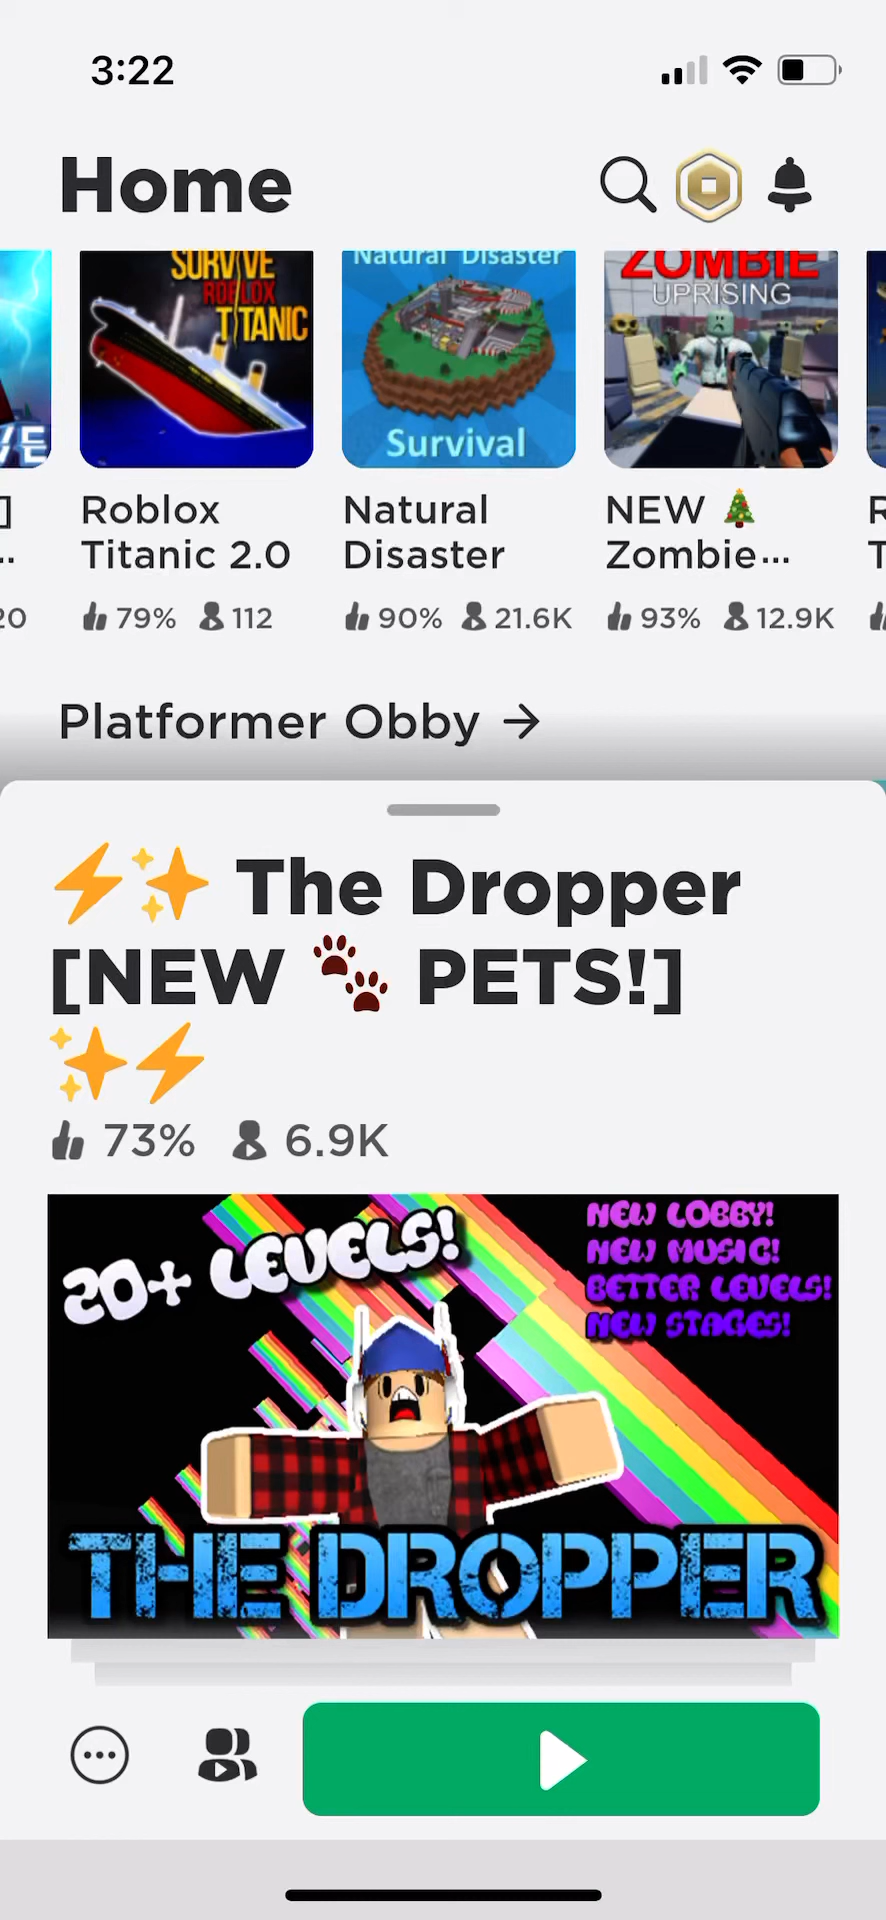 3:22
Home
SURVIVE
ROBLOX
TITANIC
Natural Disaster
Survival
ZOMBIE
UPRISING
VE
]
Roblox
Titanic 2.0
Natural
Disaster
NEW 🎄
Zombie...
R
T
..
20
79% 112
90% 21.6K
93% 12.9K
Platformer Obby →
⚡✨ The Dropper
[NEW 🐾 PETS!]
✨⚡
73% 6.9K
20+ LEVELS!
NEW LOBBY!
NEW MUSIC!
BETTER LEVELS!
NEW STAGES!
THE DROPPER